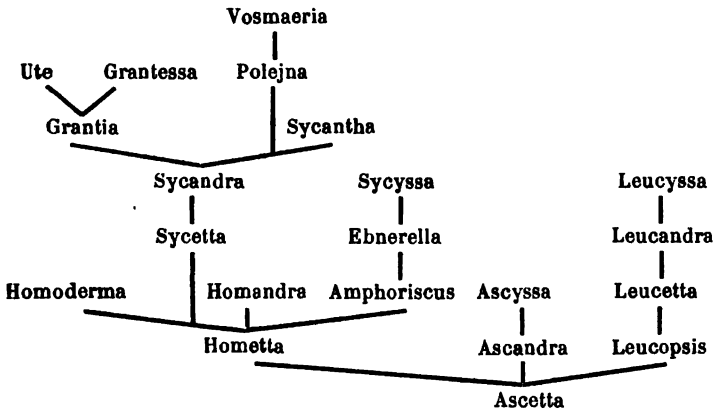 Vosmaeria
Ute Grantessa Polejna
Grantia Sycantha
Sycandra Sycyssa Leucyssa
Sycetta Ebnerella Leucandra
Homoderma Homandra Amphoriscus Ascyssa Leucetta
Hometta Ascandra Leucopsis
Ascetta